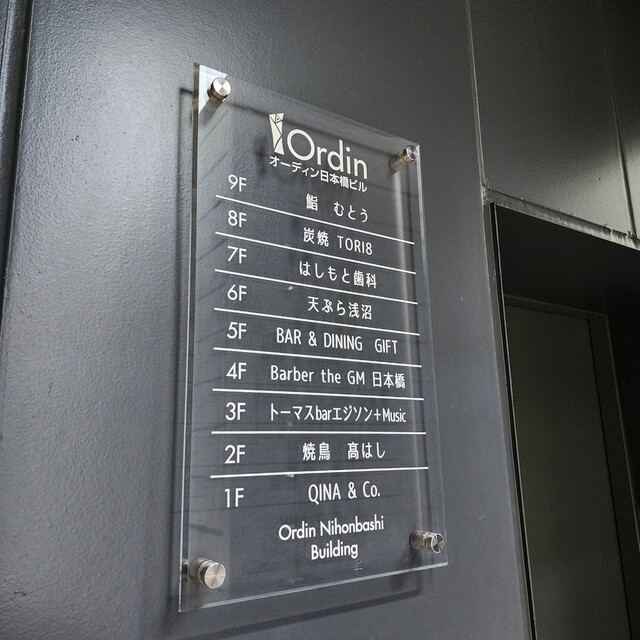 Ordin
オーディン日本橋ビル
9F 鮨 むとう
8F 炭焼 TORI8
7F はしもと歯科
6F 天ぷら浅沼
5F BAR & DINING GIFT
4F Barber the GM 日本橋
3F トーマスbarエジソン+Music
2F 焼鳥 髙はし
1F QINA & Co.
Ordin Nihonbashi
Building